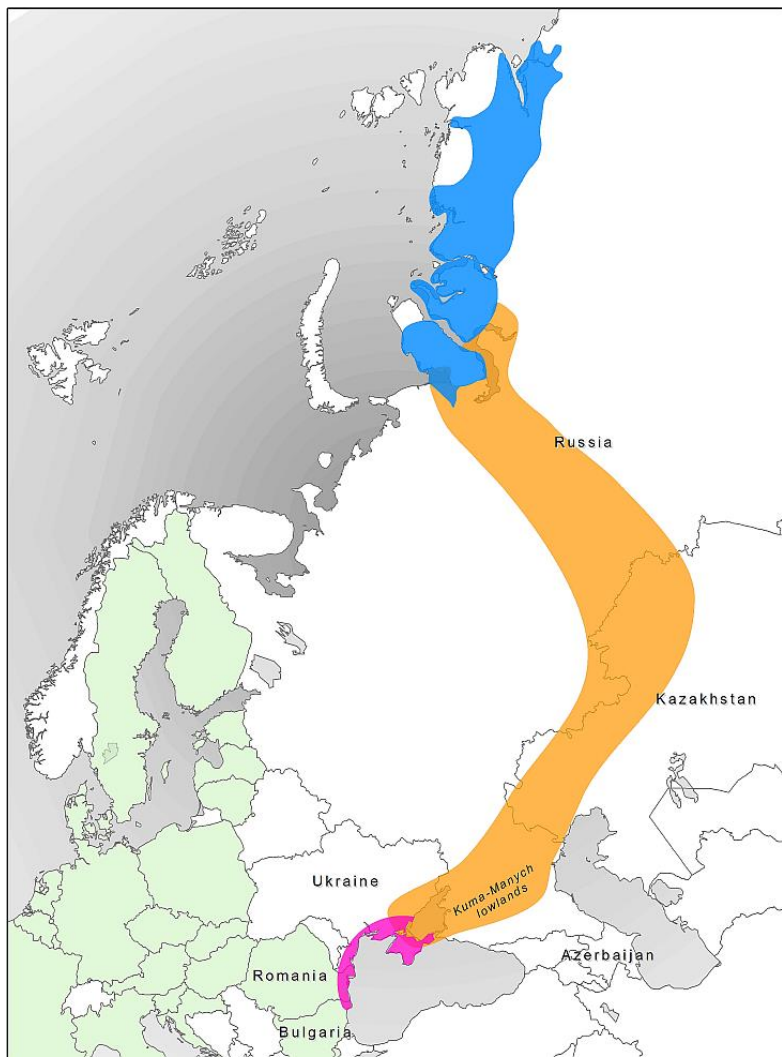 Russia
Kazakhstan
Kuma-Manych
lowlands
Ukraine
Azerbaijan
Romania
Bulgaria